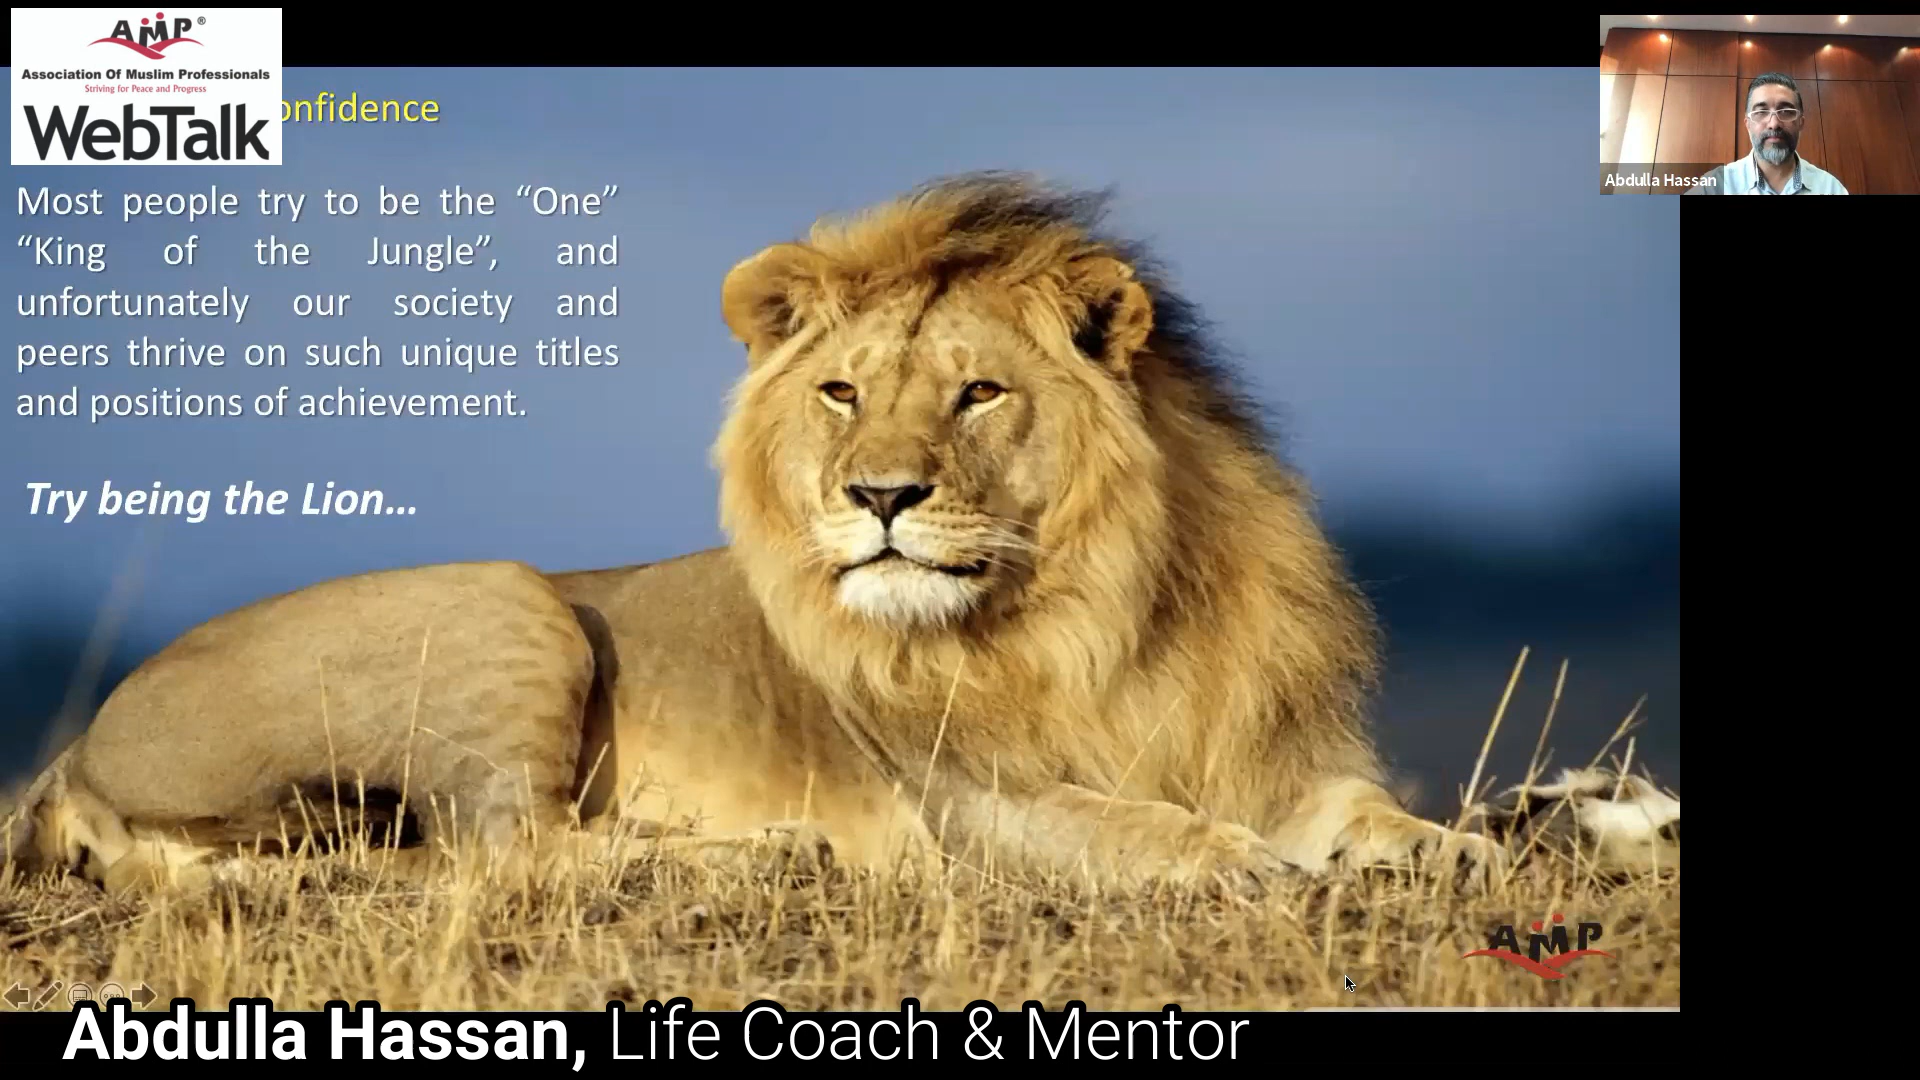 AMP®
Association Of Muslim Professionals
Striving for Peace and Progress
WebTalk
onfidence
Most people try to be the “One”
“King of the Jungle”, and
unfortunately our society and
peers thrive on such unique titles
and positions of achievement.
Try being the Lion...
Abdulla Hassan
AMP
Abdulla Hassan, Life Coach & Mentor